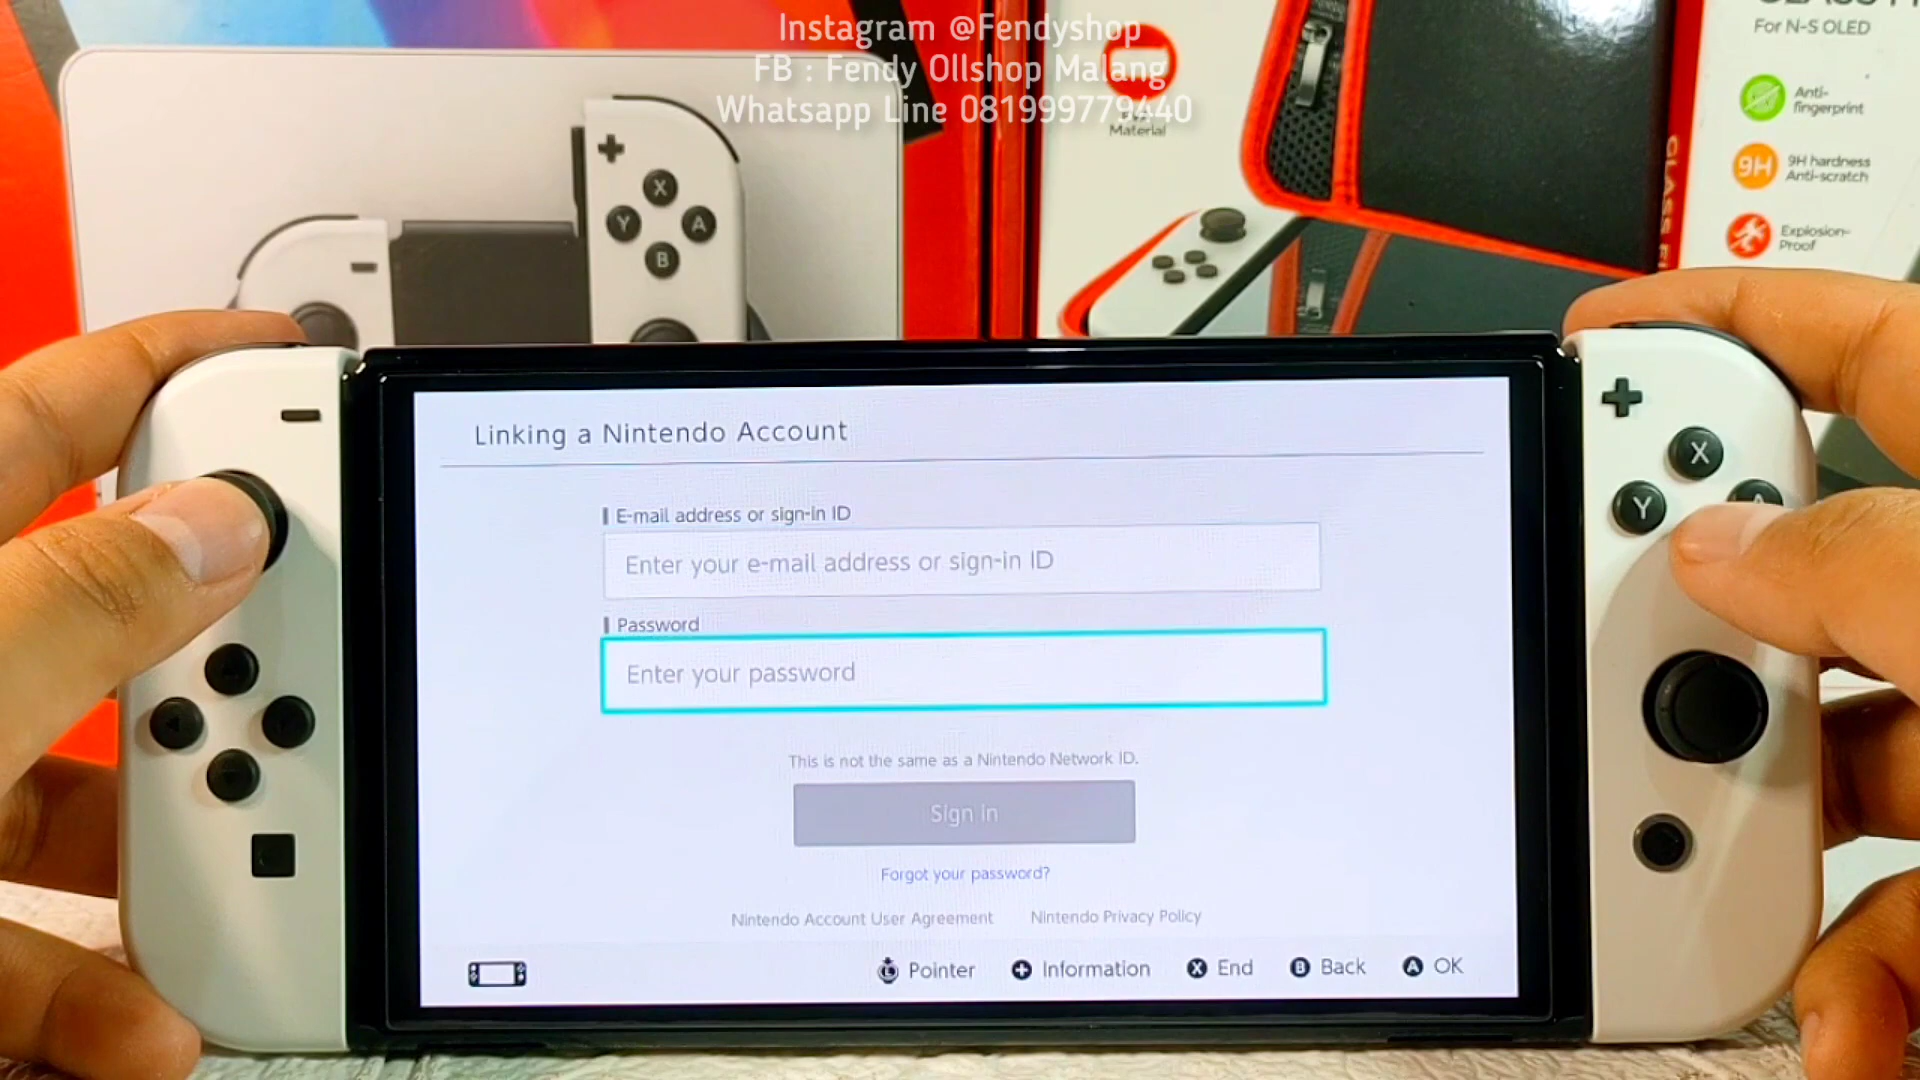 Instagram @Fendyshop
FB : Fendy Ollshop Malang
Whatsapp Line 081999779440
Material
For N-S OLED
Anti-
fingerprint
9H
9H hardness
Anti-scratch
Explosion-
Proof
X
Y
A
B
Linking a Nintendo Account
E-mail address or sign-in ID
Enter your e-mail address or sign-in ID
Password
Enter your password
This is not the same as a Nintendo Network ID.
Sign in
Forgot your password?
Nintendo Account User Agreement
Nintendo Privacy Policy
L Pointer
Information
X End
B Back
A OK
X
Y
A